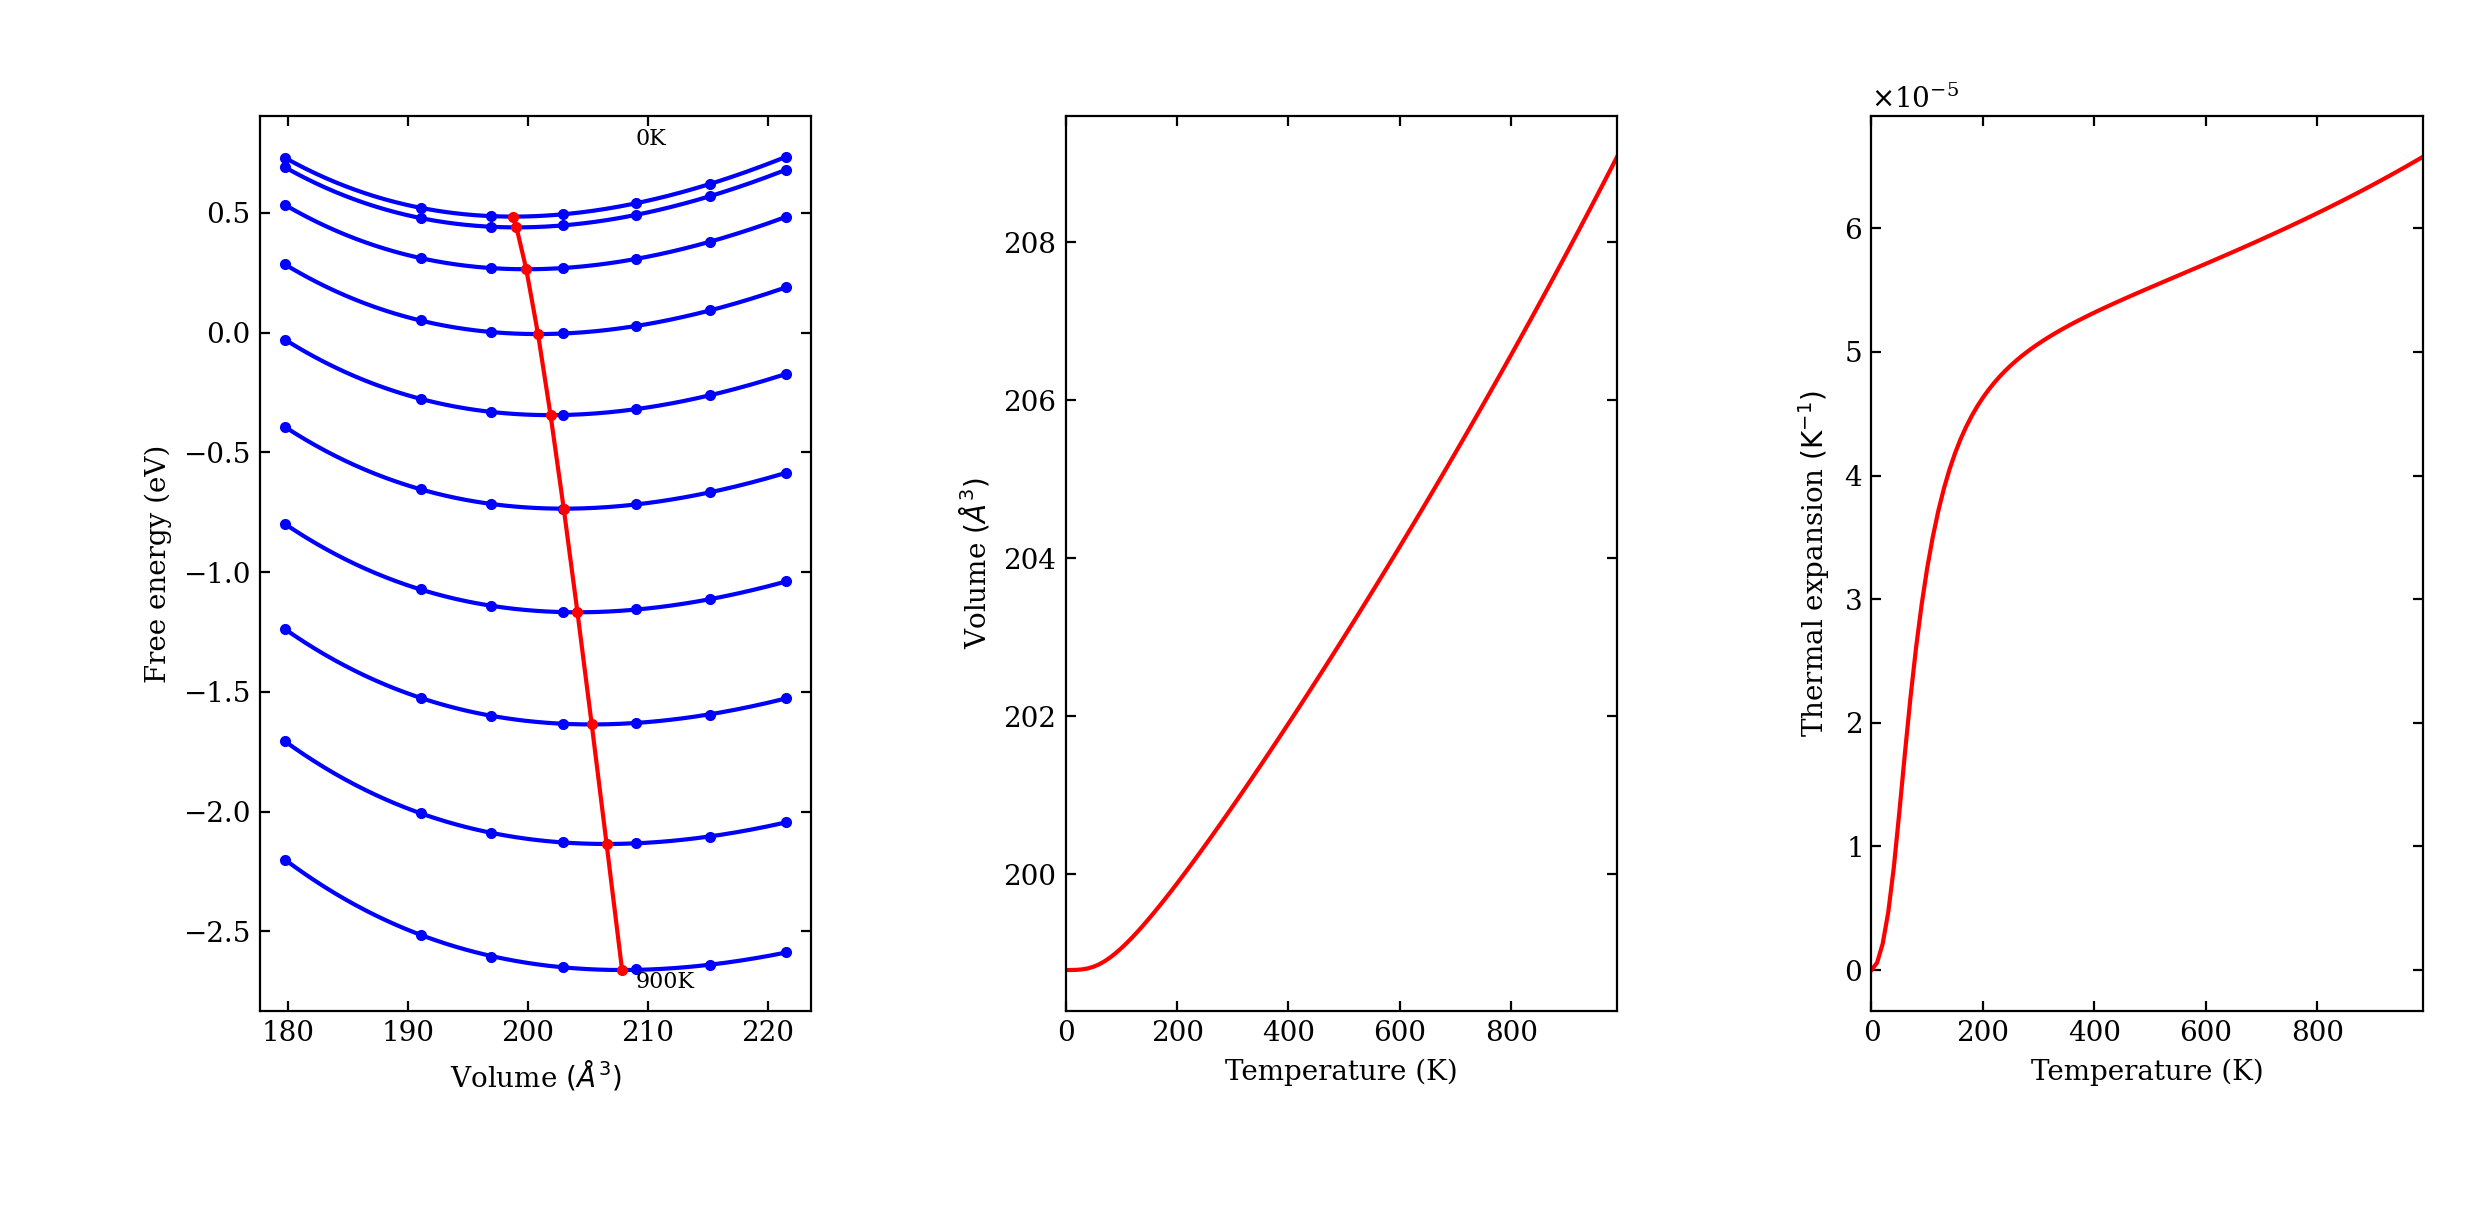 0K
0.5
0.0
−0.5
−1.0
−1.5
−2.0
−2.5
900K
180 190 200 210 220
Volume (Å³)
Free energy (eV)
208
206
204
202
200
0 200 400 600 800
Temperature (K)
Volume (Å³)
×10⁻⁵
6
5
4
3
2
1
0
0 200 400 600 800
Temperature (K)
Thermal expansion (K⁻¹)